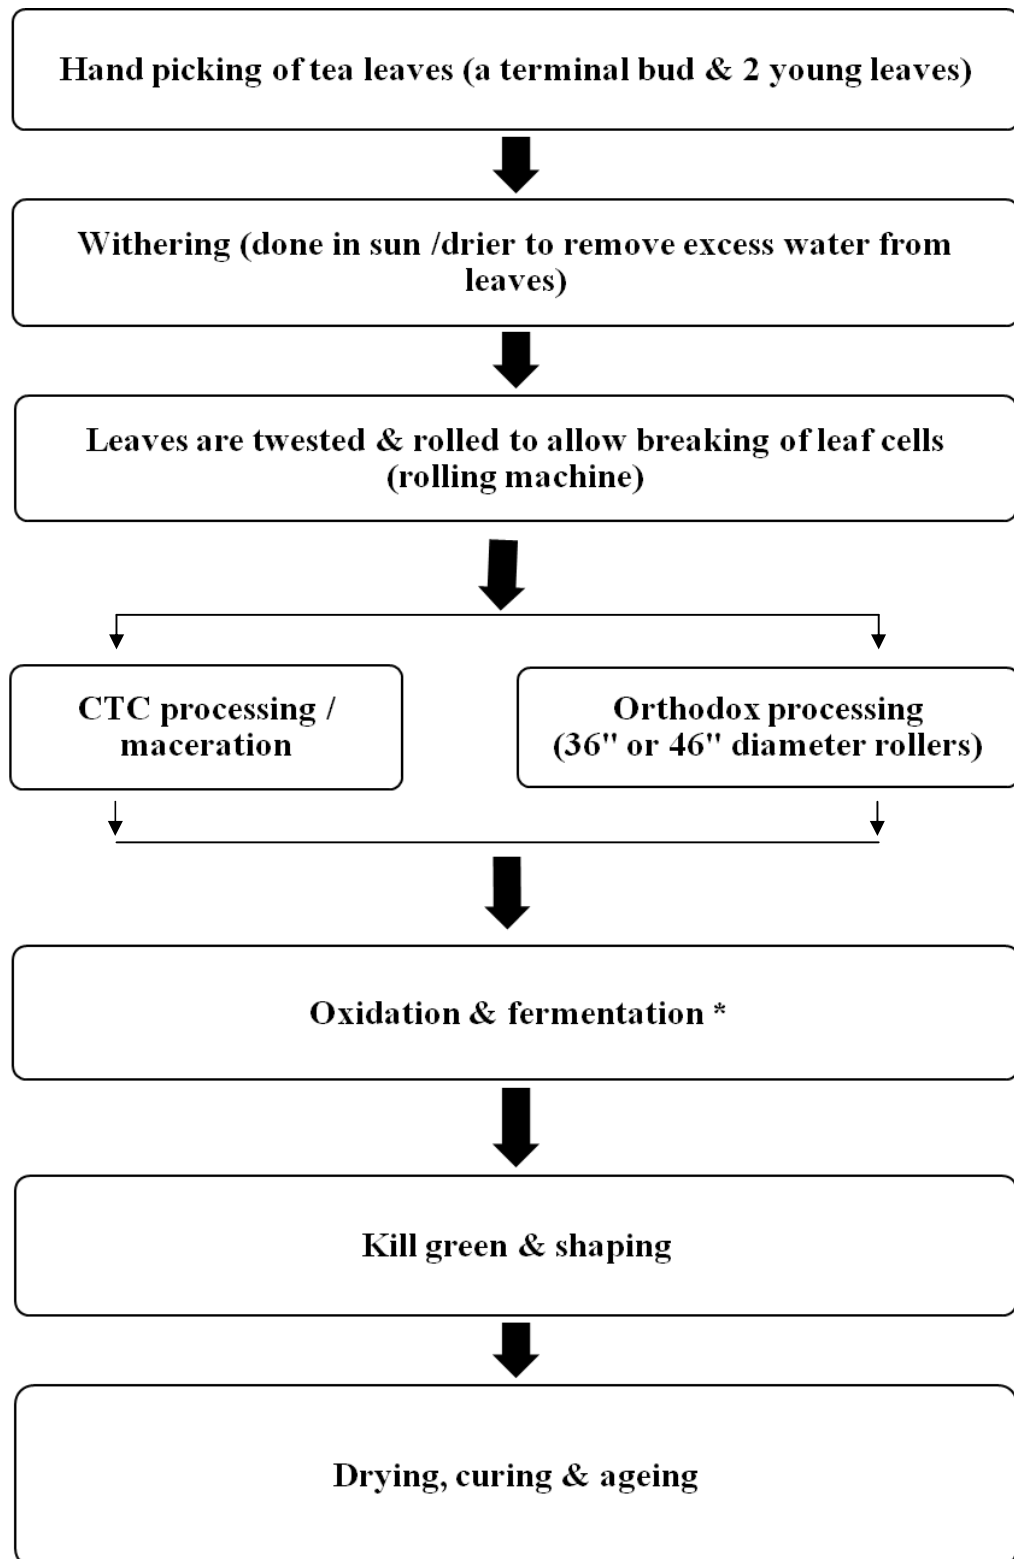 Hand picking of tea leaves (a terminal bud & 2 young leaves)
Withering (done in sun /drier to remove excess water from
leaves)
Leaves are twested & rolled to allow breaking of leaf cells
(rolling machine)
CTC processing /
maceration
Orthodox processing
(36" or 46" diameter rollers)
Oxidation & fermentation *
Kill green & shaping
Drying, curing & ageing